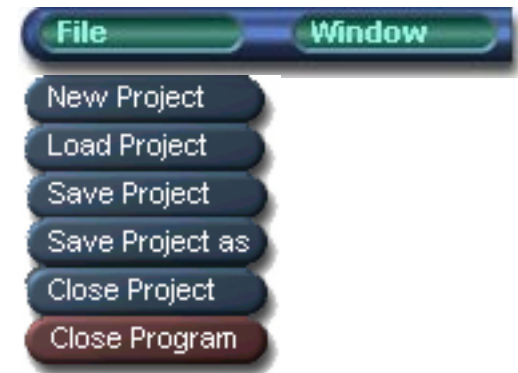 File Window
New Project
Load Project
Save Project
Save Project as
Close Project
Close Program